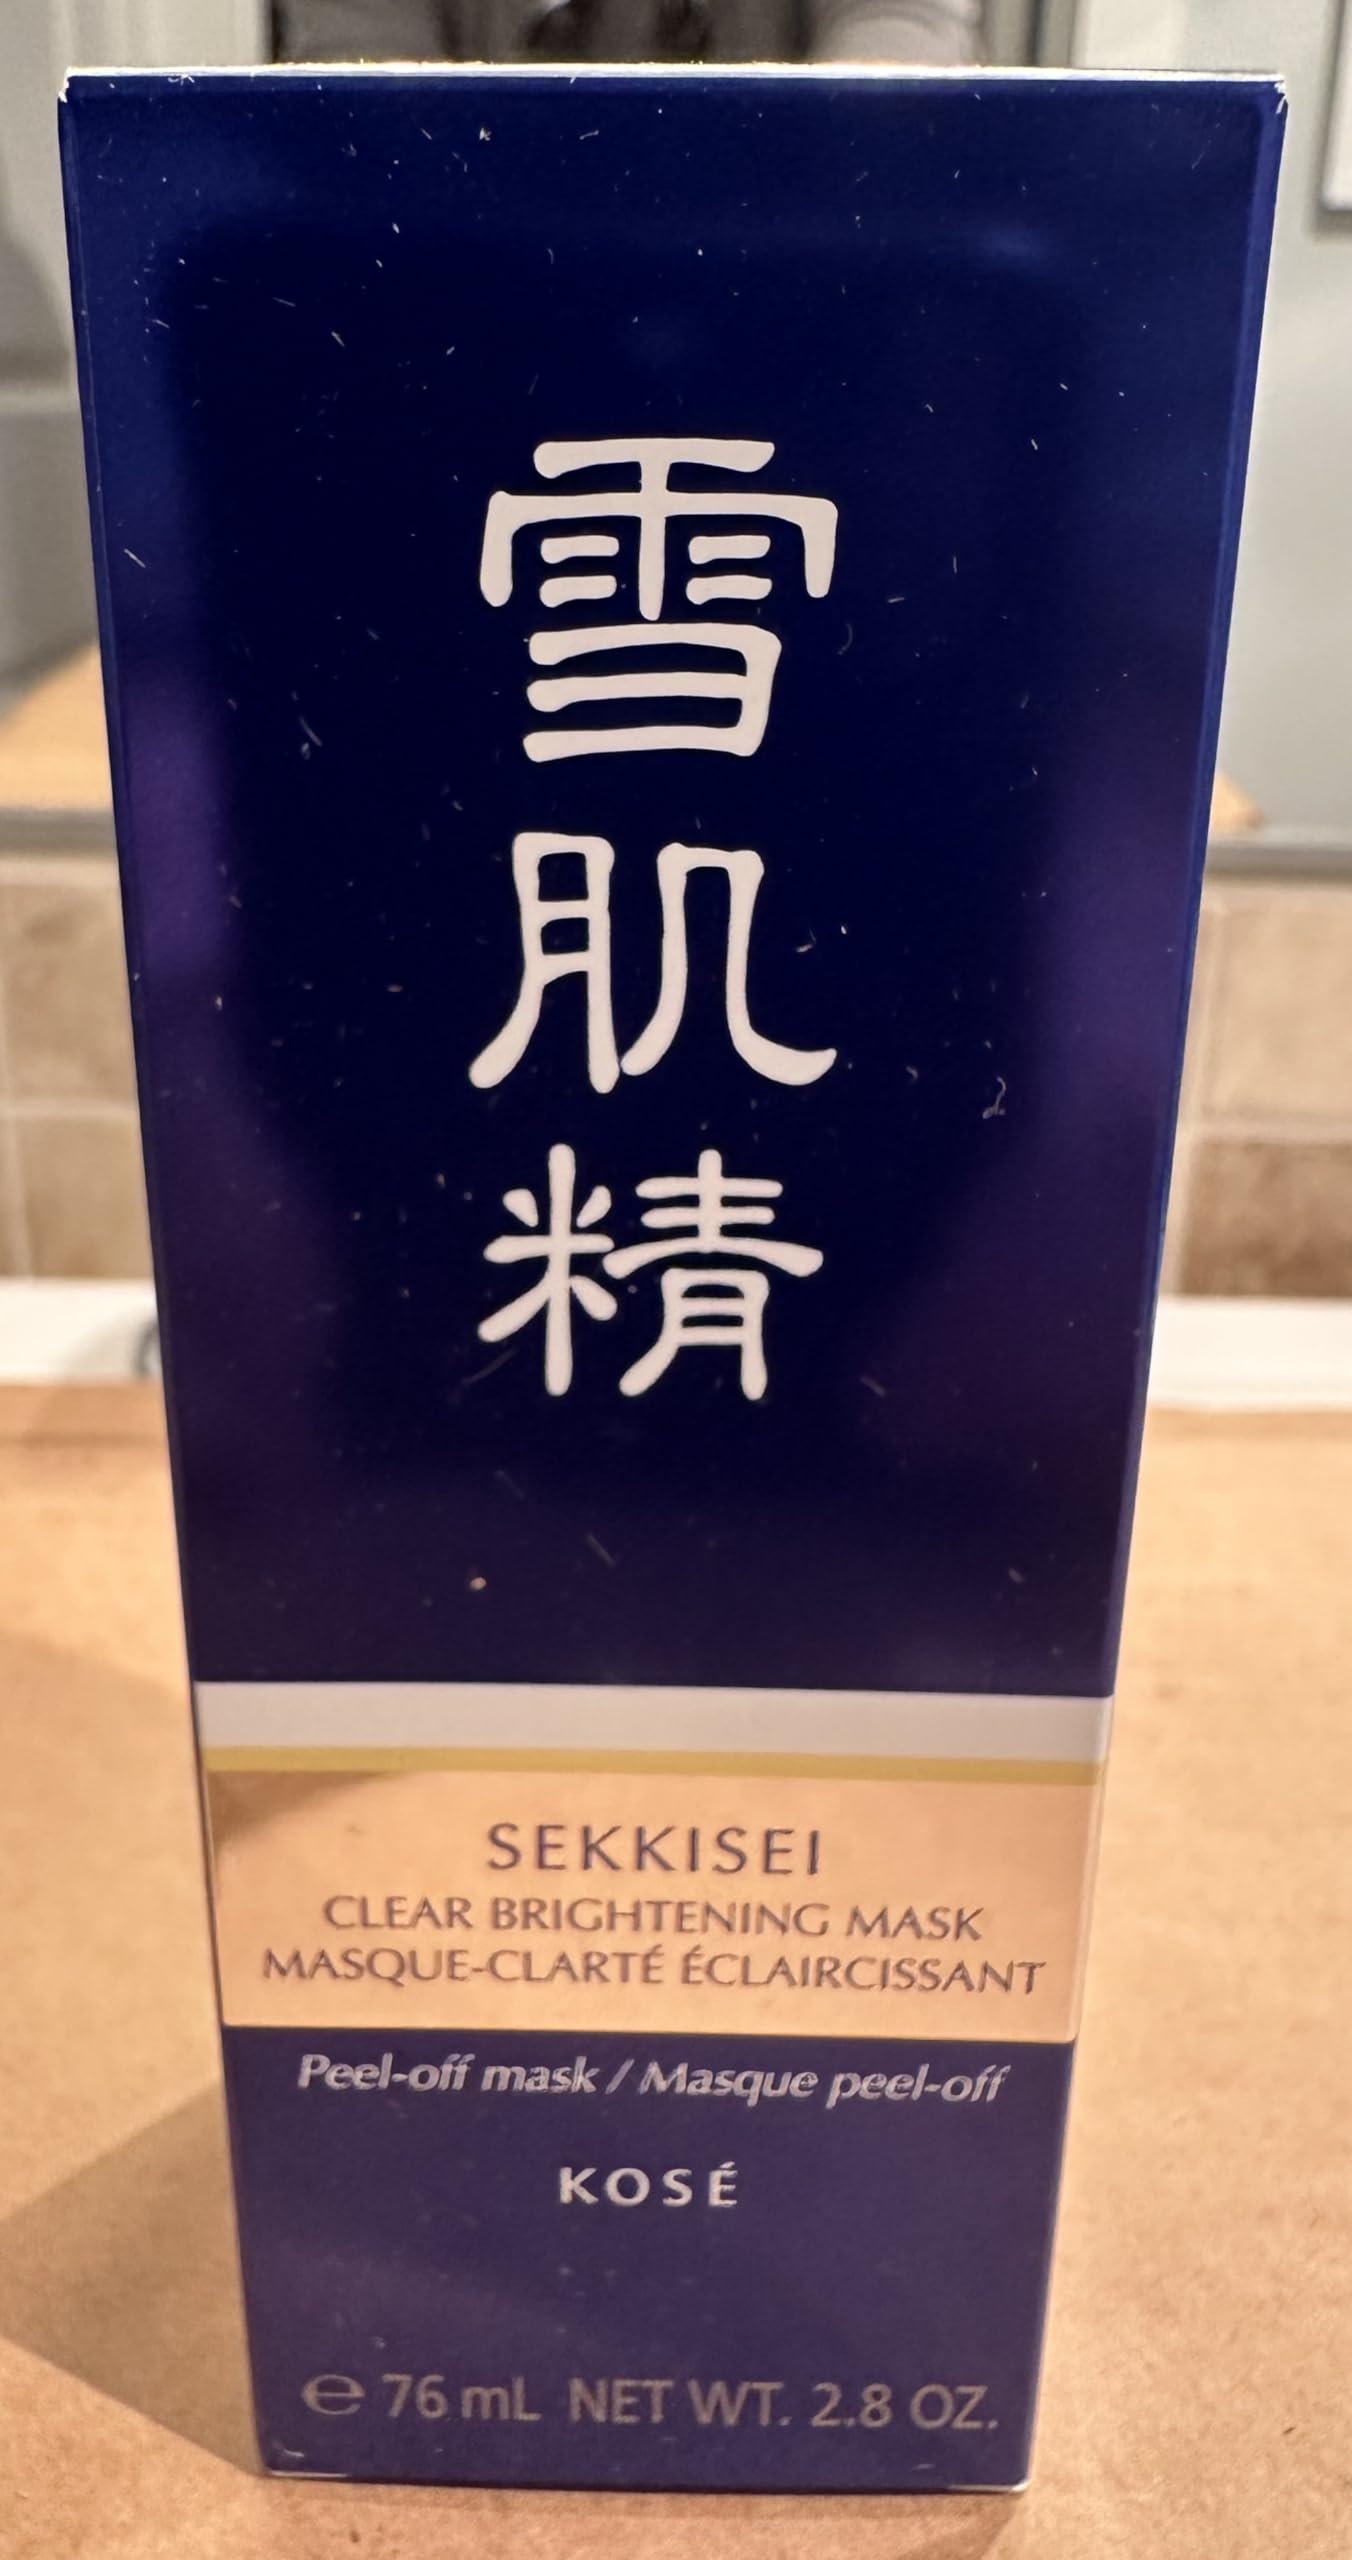 雪肌精
SEKKISEI
CLEAR BRIGHTENING MASK
MASQUE-CLARTÉ ÉCLAIRCISSANT
Peel-off mask / Masque peel-off
KOSÉ
℮ 76 mL NET WT. 2.8 OZ.